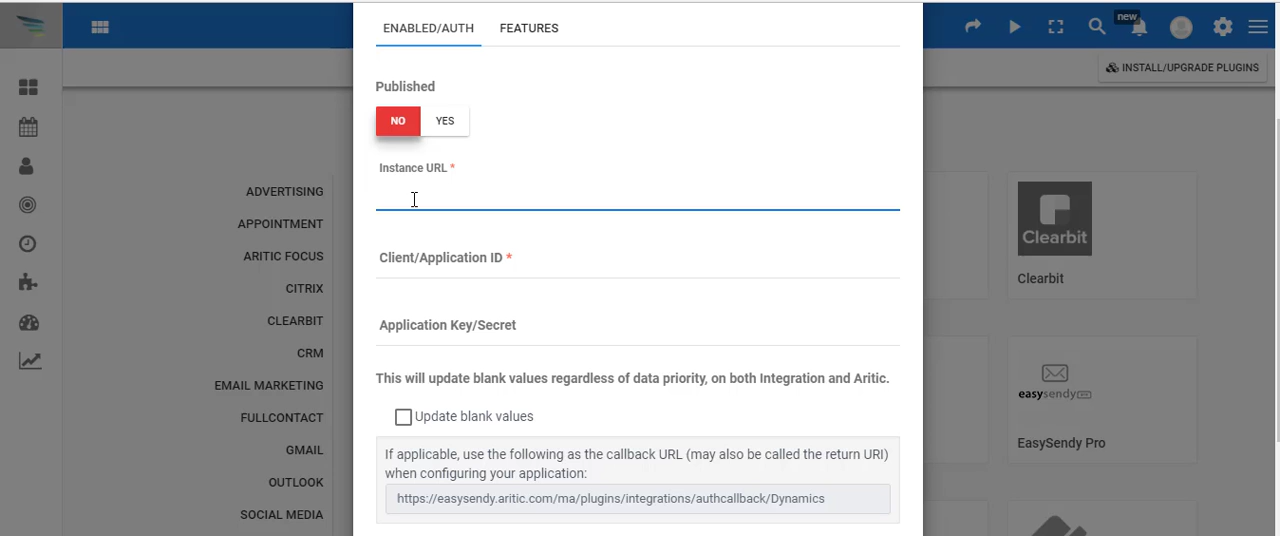 ENABLED/AUTH FEATURES
new
INSTALL/UPGRADE PLUGINS
Published
NO YES
Instance URL *
Client/Application ID *
Application Key/Secret
This will update blank values regardless of data priority, on both Integration and Aritic.
Update blank values
If applicable, use the following as the callback URL (may also be called the return URI)
when configuring your application:
https://easysendy.aritic.com/ma/plugins/integrations/authcallback/Dynamics
ADVERTISING
APPOINTMENT
ARITIC FOCUS
CITRIX
CLEARBIT
CRM
EMAIL MARKETING
FULLCONTACT
GMAIL
OUTLOOK
SOCIAL MEDIA
Clearbit
Clearbit
easysendy
EasySendy Pro